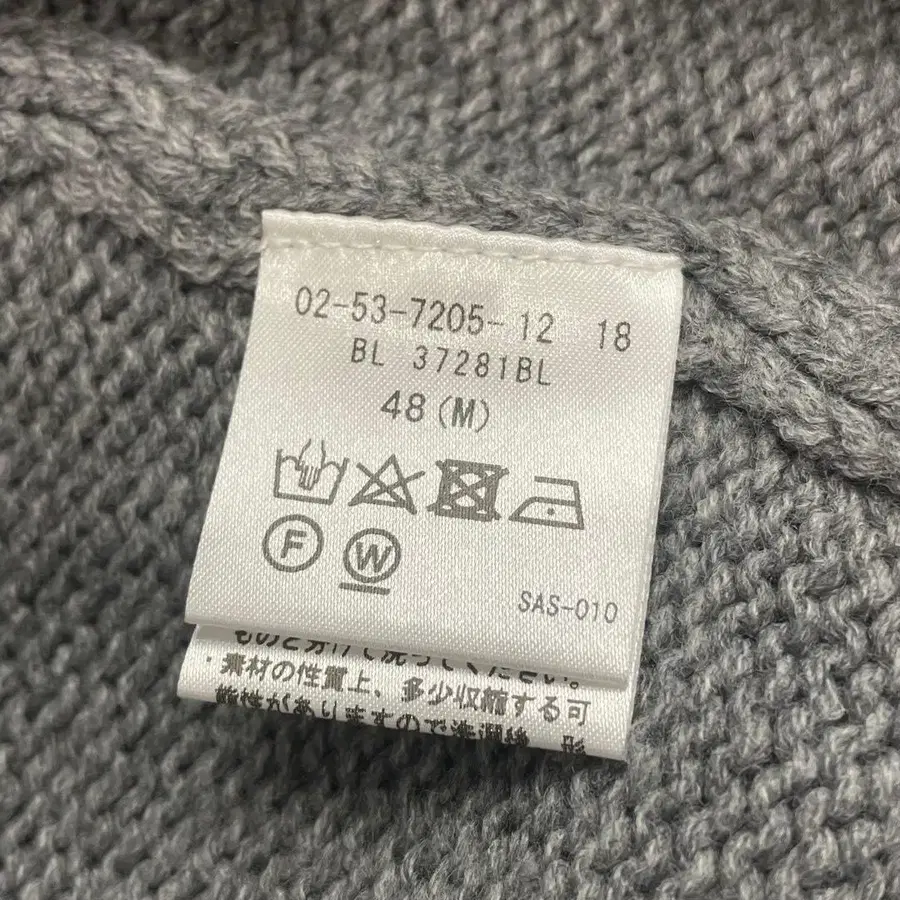 02-53-7205-12 18
BL 37281BL
48(M)
F W
SAS-010
ものと分けて洗ってください。
・素材の性質上、多少収縮する可
能性がありますので洗濯後、形